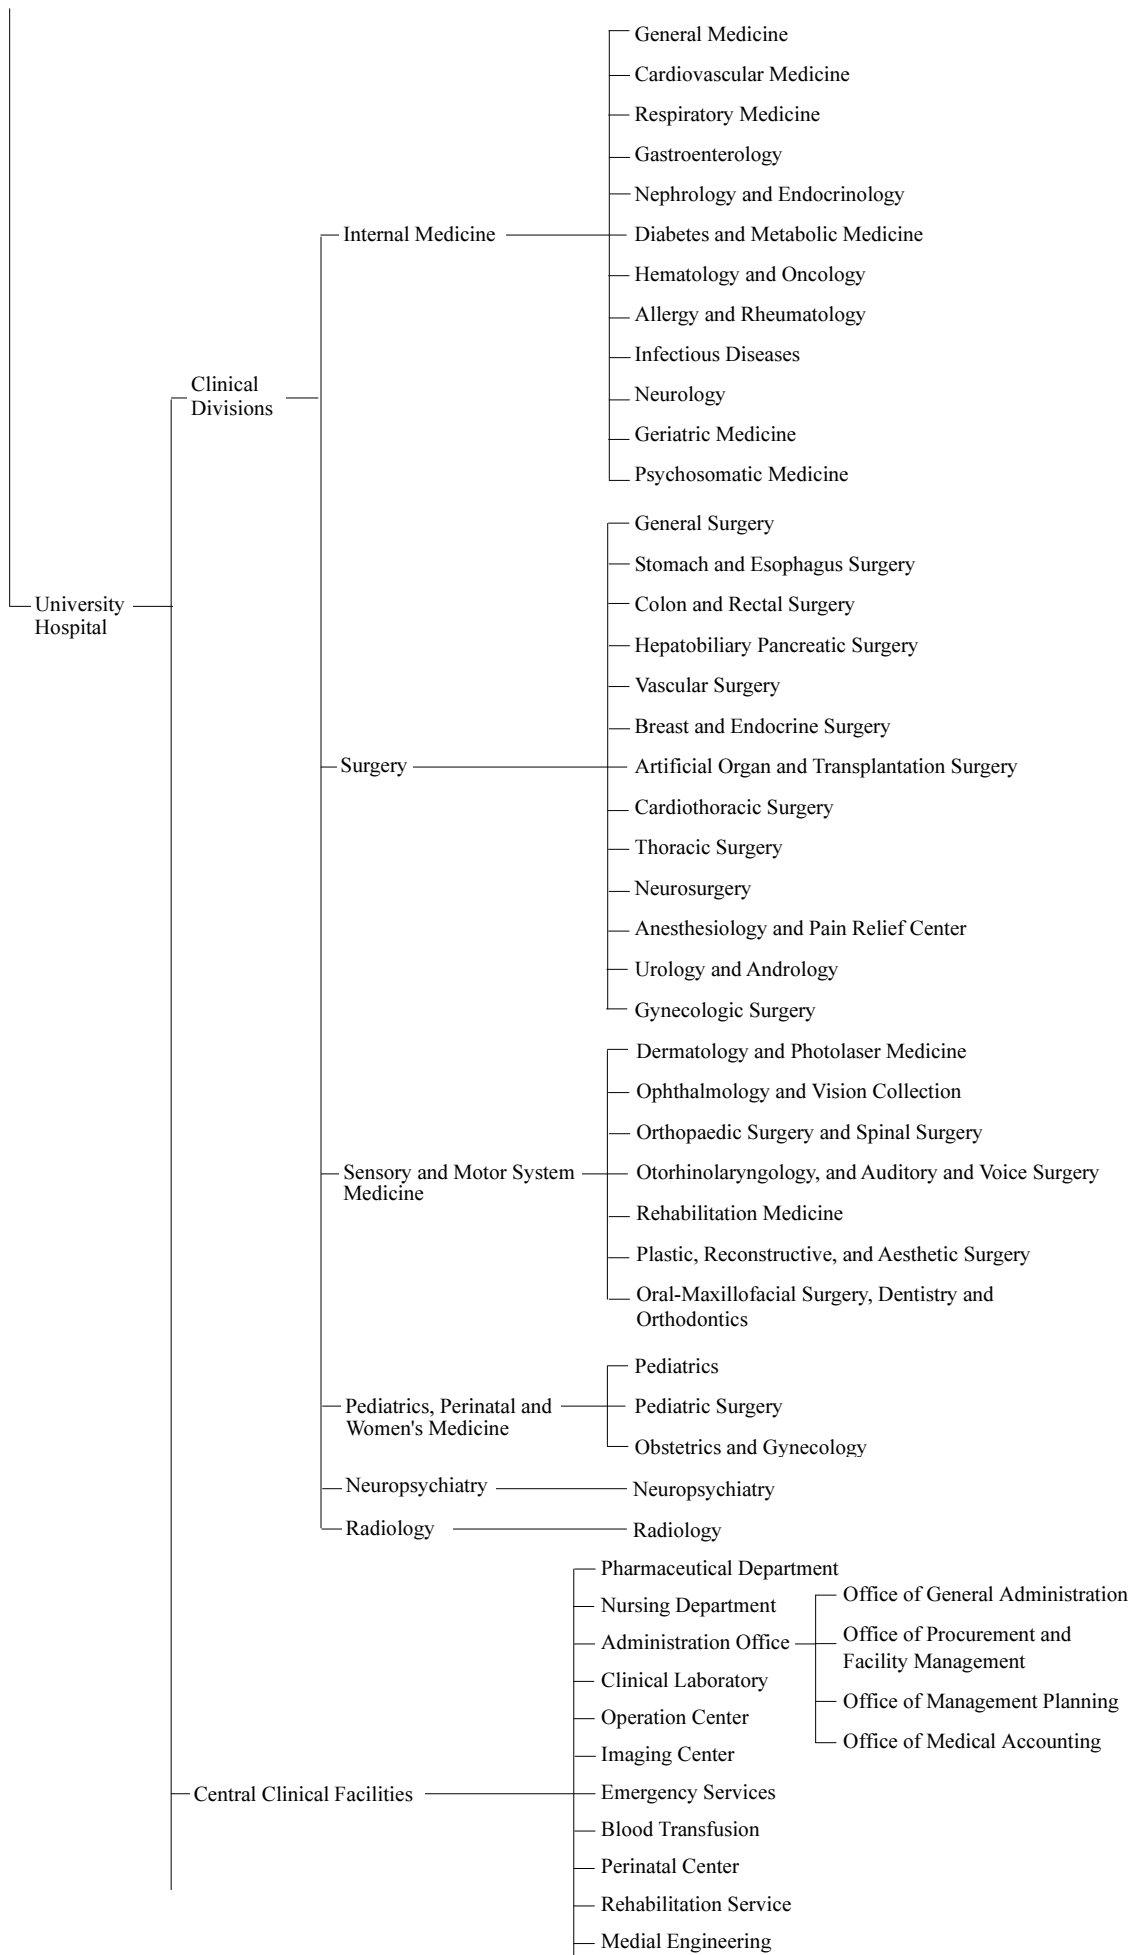 General Medicine
Cardiovascular Medicine
Respiratory Medicine
Gastroenterology
Nephrology and Endocrinology
Internal Medicine
Diabetes and Metabolic Medicine
Hematology and Oncology
Allergy and Rheumatology
Infectious Diseases
Clinical
Divisions
Neurology
Geriatric Medicine
Psychosomatic Medicine
General Surgery
Stomach and Esophagus Surgery
University
Hospital
Colon and Rectal Surgery
Hepatobiliary Pancreatic Surgery
Vascular Surgery
Breast and Endocrine Surgery
Surgery
Artificial Organ and Transplantation Surgery
Cardiothoracic Surgery
Thoracic Surgery
Neurosurgery
Anesthesiology and Pain Relief Center
Urology and Andrology
Gynecologic Surgery
Dermatology and Photolaser Medicine
Ophthalmology and Vision Collection
Orthopaedic Surgery and Spinal Surgery
Sensory and Motor System
Medicine
Otorhinolaryngology, and Auditory and Voice Surgery
Rehabilitation Medicine
Plastic, Reconstructive, and Aesthetic Surgery
Oral-Maxillofacial Surgery, Dentistry and
Orthodontics
Pediatrics
Pediatrics, Perinatal and
Women's Medicine
Pediatric Surgery
Obstetrics and Gynecology
Neuropsychiatry
Neuropsychiatry
Radiology
Radiology
Pharmaceutical Department
Nursing Department
Administration Office
Office of General Administration
Office of Procurement and
Facility Management
Office of Management Planning
Office of Medical Accounting
Clinical Laboratory
Operation Center
Imaging Center
Central Clinical Facilities
Emergency Services
Blood Transfusion
Perinatal Center
Rehabilitation Service
Medial Engineering